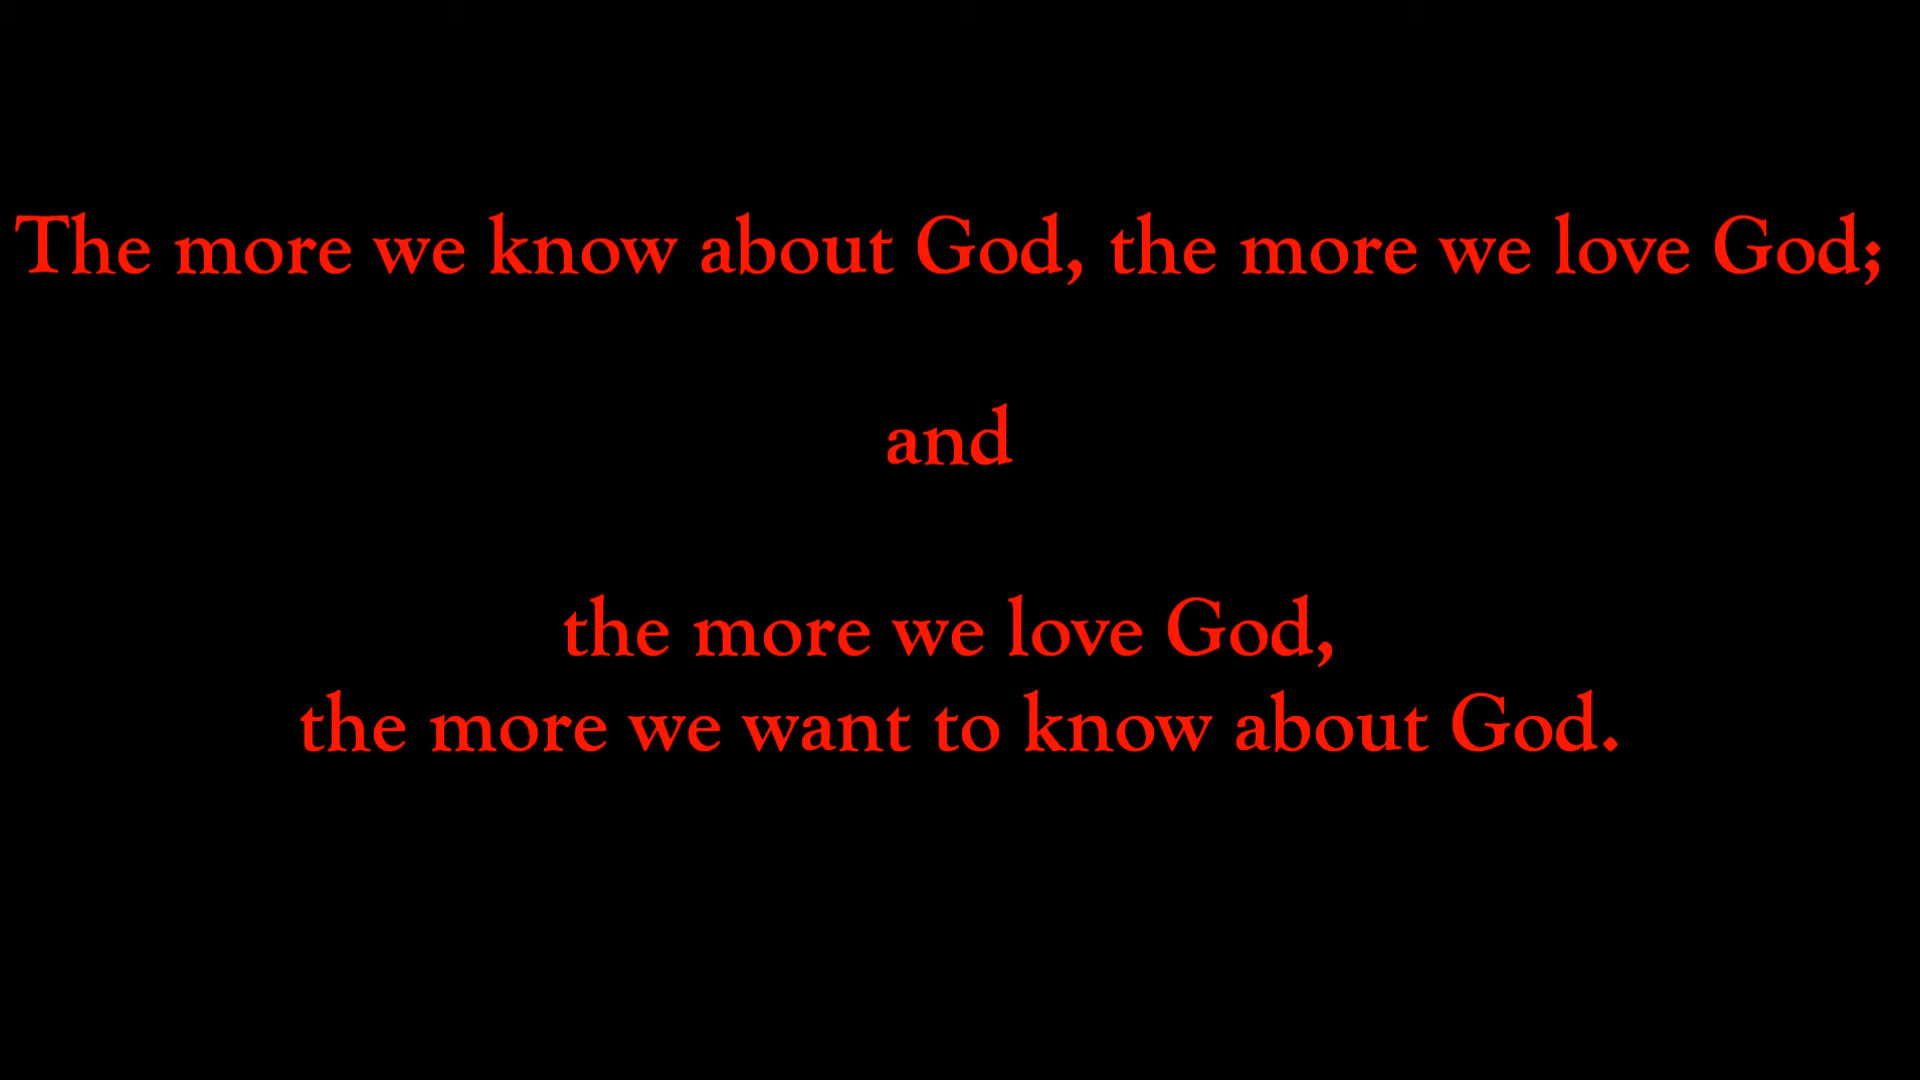 The more we know about God, the more we love God;
and
the more we love God,
the more we want to know about God.